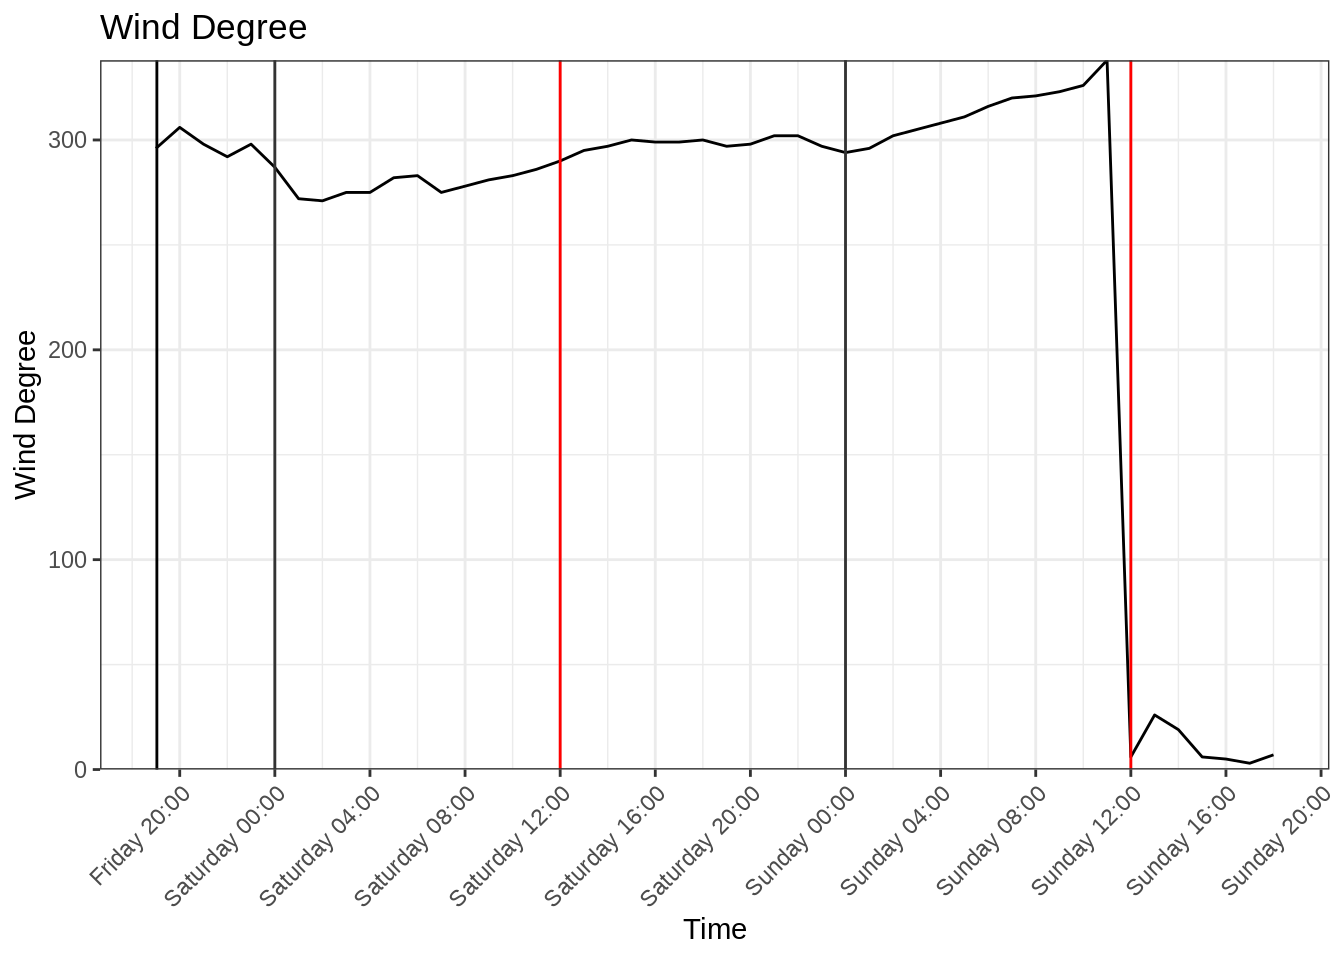 Wind Degree
Wind Degree
300
200
100
0
Friday 20:00
Saturday 00:00
Saturday 04:00
Saturday 08:00
Saturday 12:00
Saturday 16:00
Saturday 20:00
Sunday 00:00
Sunday 04:00
Sunday 08:00
Sunday 12:00
Sunday 16:00
Sunday 20:00
Time